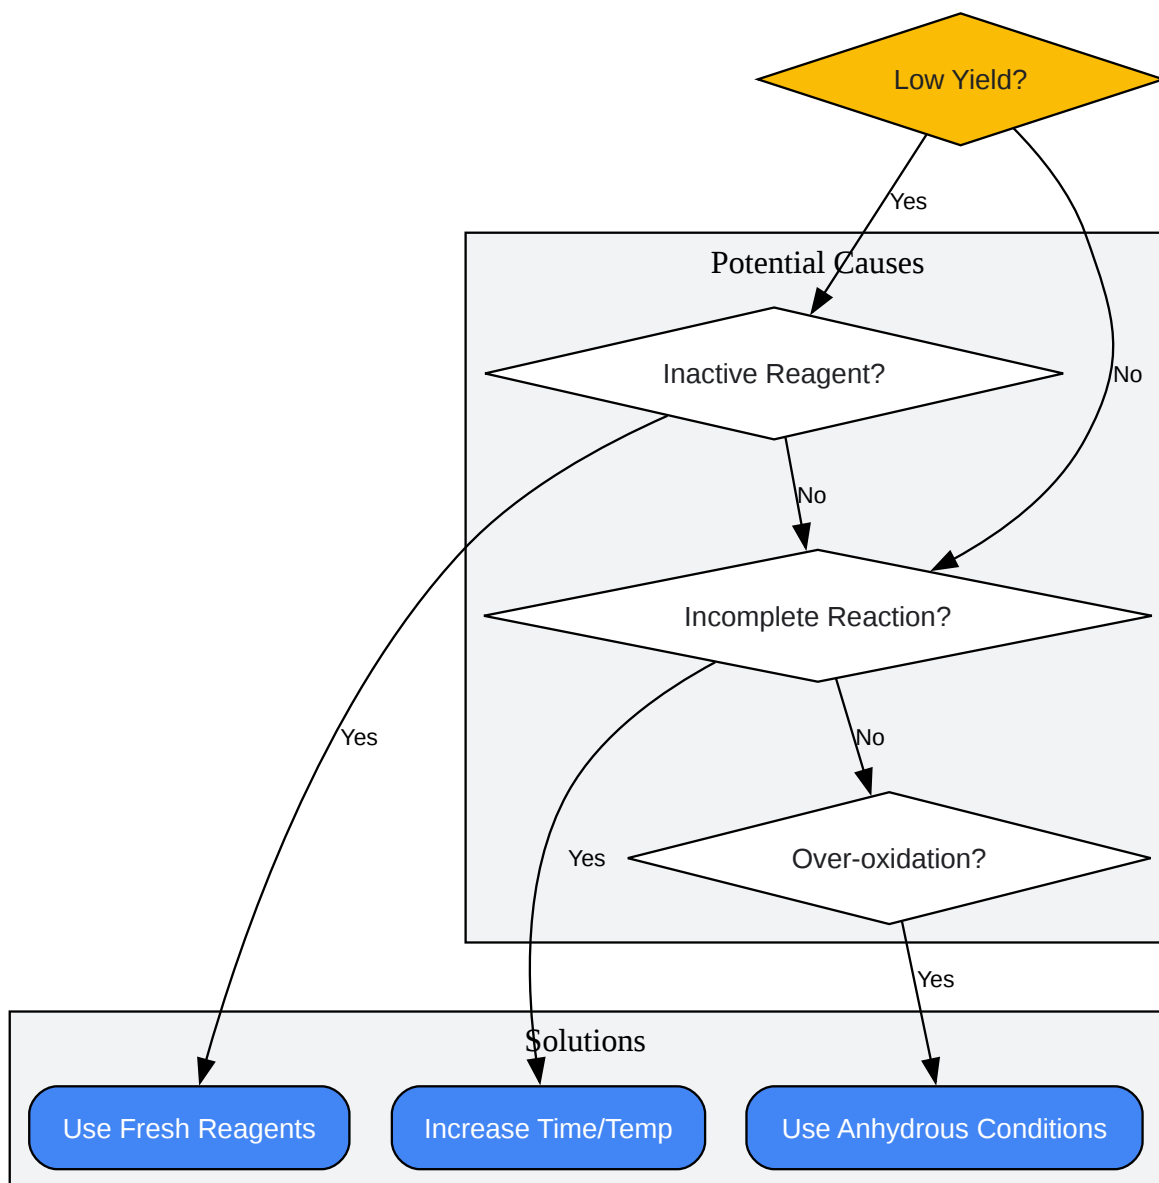 Low Yield?
Yes
Potential Causes
Inactive Reagent?
No
No
Incomplete Reaction?
Yes
No
Yes
Over-oxidation?
Yes
Solutions
Use Fresh Reagents
Increase Time/Temp
Use Anhydrous Conditions